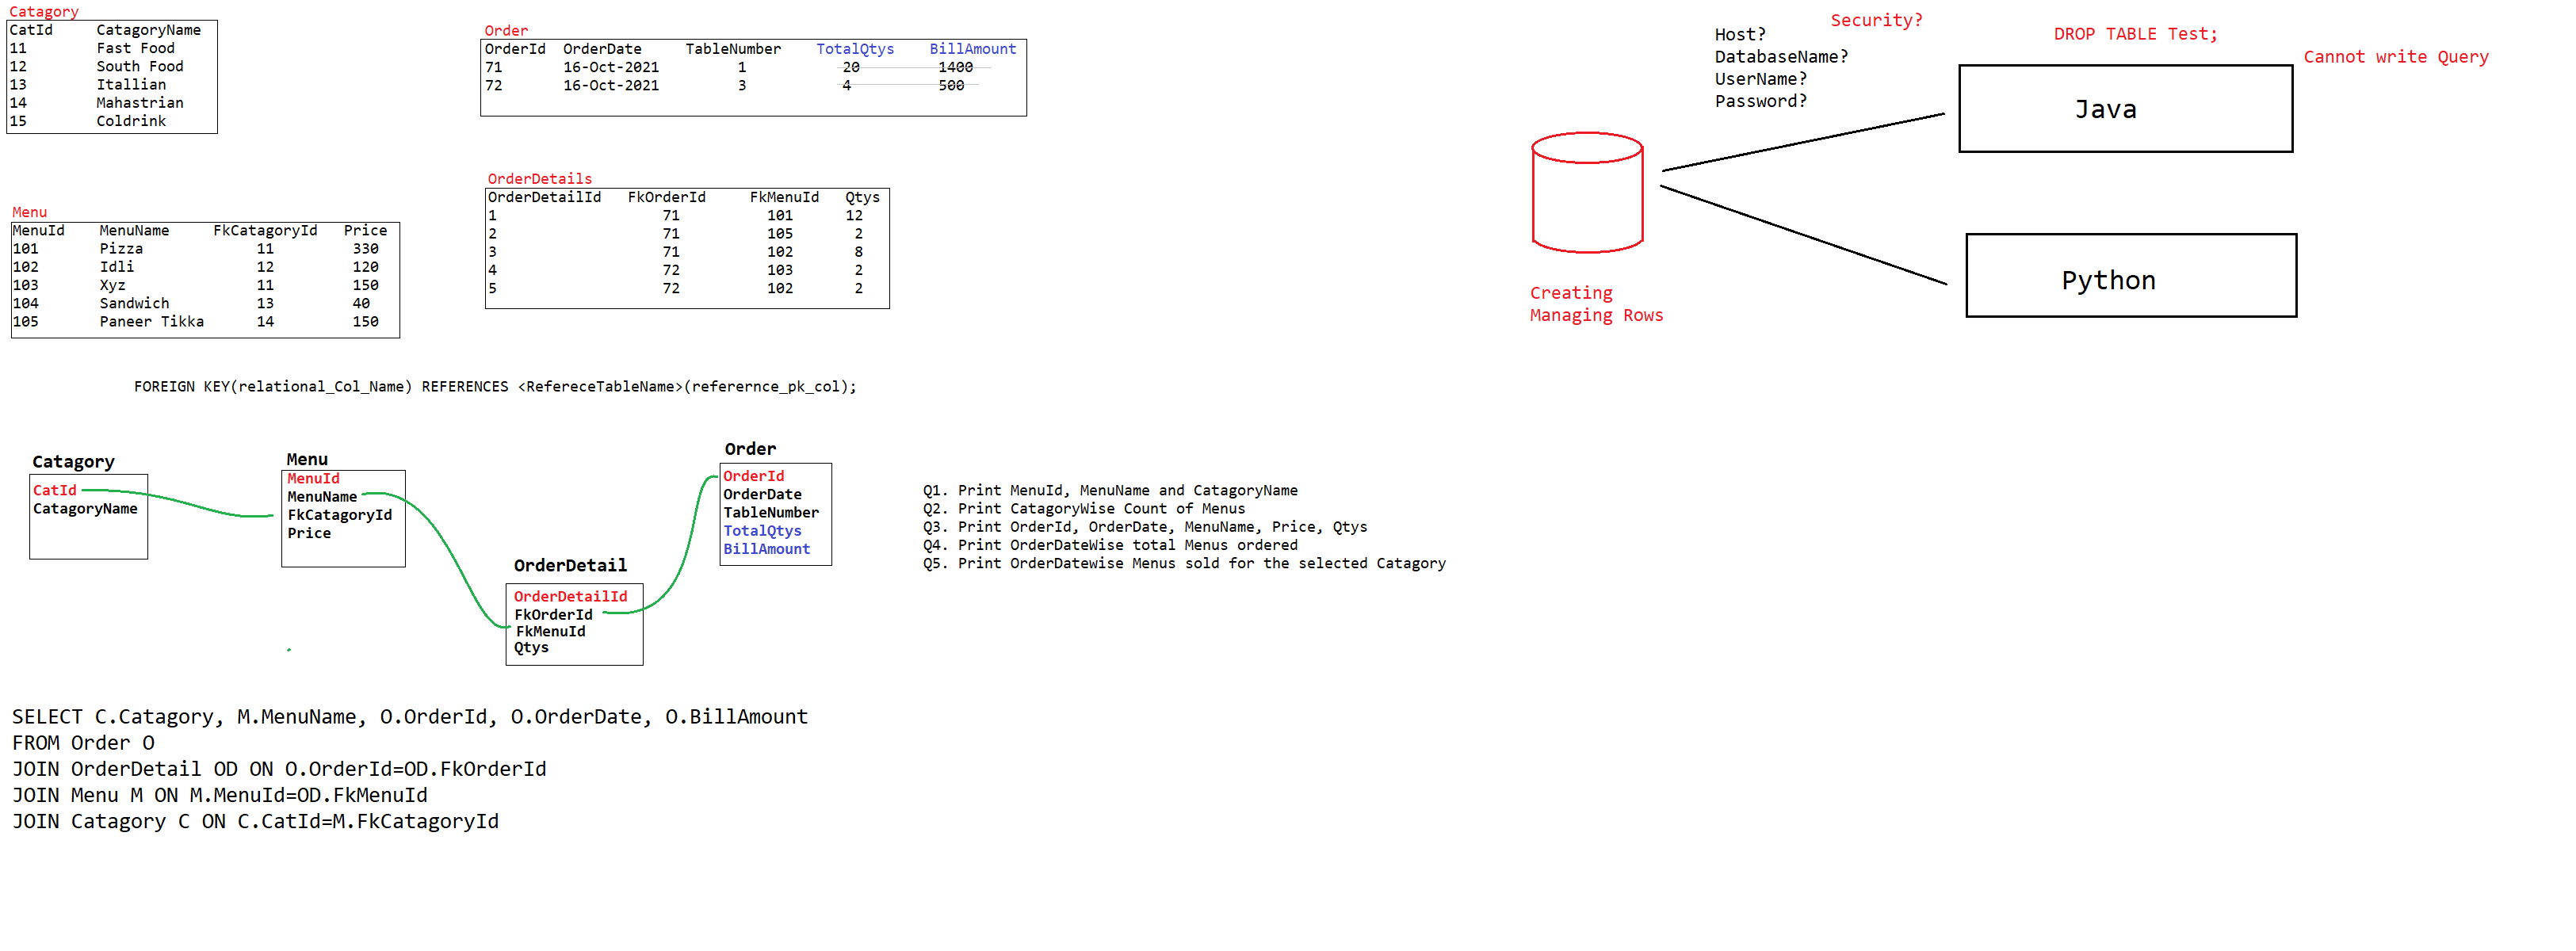 Catagory
CatId CatagoryName
11 Fast Food
12 South Food
13 Itallian
14 Mahastrian
15 Coldrink
Order
OrderId OrderDate TableNumber TotalQtys BillAmount
71 16-Oct-2021 1 20 1400
72 16-Oct-2021 3 4 500
Menu
MenuId MenuName FkCatagoryId Price
101 Pizza 11 330
102 Idli 12 120
103 Xyz 11 150
104 Sandwich 13 40
105 Paneer Tikka 14 150
OrderDetails
OrderDetailId FkOrderId FkMenuId Qtys
1 71 101 12
2 71 105 2
3 71 102 8
4 72 103 2
5 72 102 2
FOREIGN KEY(relational_Col_Name) REFERENCES <RefereceTableName>(referernce_pk_col);
Catagory
CatId
CatagoryName
Menu
MenuId
MenuName
FkCatagoryId
Price
OrderDetail
OrderDetailId
FkOrderId
FkMenuId
Qtys
Order
OrderId
OrderDate
TableNumber
TotalQtys
BillAmount
Q1. Print MenuId, MenuName and CatagoryName
Q2. Print CatagoryWise Count of Menus
Q3. Print OrderId, OrderDate, MenuName, Price, Qtys
Q4. Print OrderDateWise total Menus ordered
Q5. Print OrderDatewise Menus sold for the selected Catagory
SELECT C.Catagory, M.MenuName, O.OrderId, O.OrderDate, O.BillAmount
FROM Order O
JOIN OrderDetail OD ON O.OrderId=OD.FkOrderId
JOIN Menu M ON M.MenuId=OD.FkMenuId
JOIN Catagory C ON C.CatId=M.FkCatagoryId
Security?
Host?
DatabaseName?
UserName?
Password?
DROP TABLE Test;
Cannot write Query
Java
Python
Creating
Managing Rows